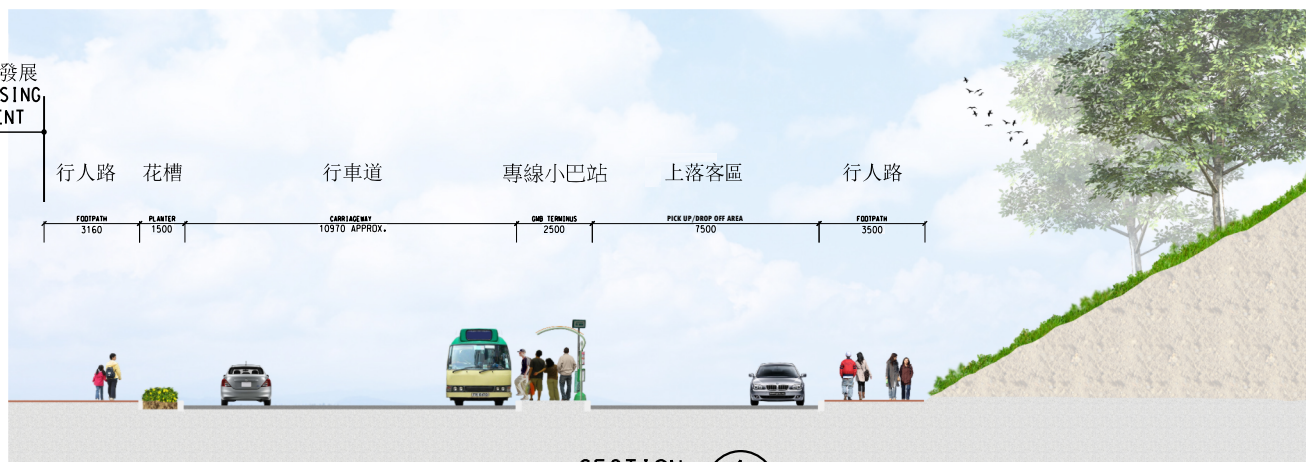 發展
SING
ENT
行人路 花槽 行車道 專線小巴站 上落客區 行人路
FOOTPATH PLANTER CARRIAGEWAY GMB TERMINUS PICK UP/DROP OFF AREA FOOTPATH
3160 1500 10970 APPROX. 2500 7500 3500